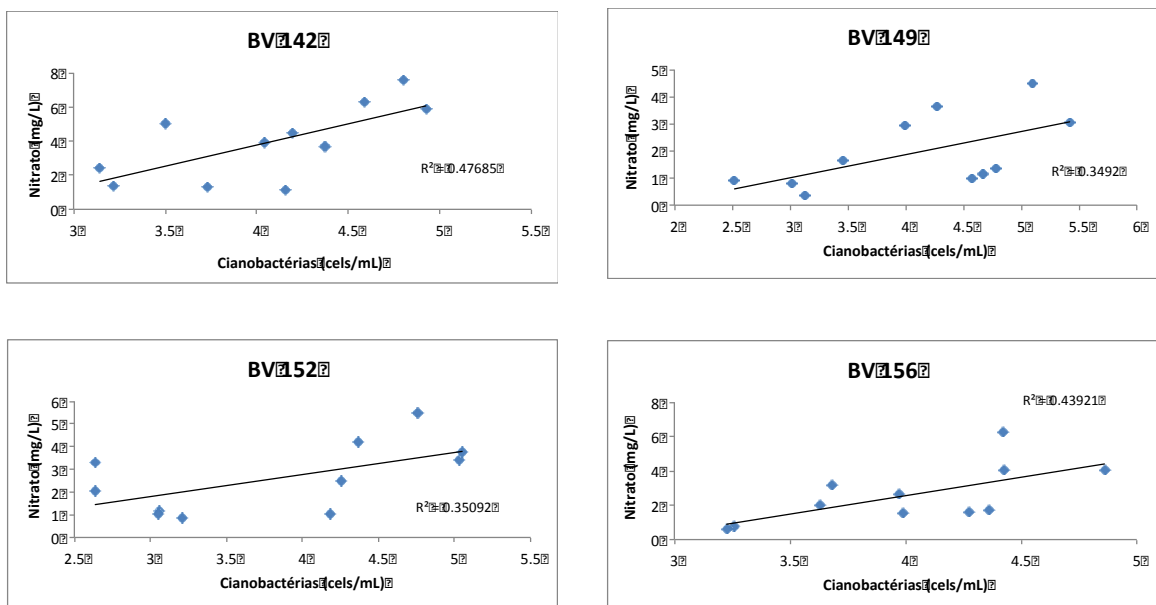 BV 142
8
6
4
2
0
Nitrato (mg/L)
R² = 0.47685
3 3.5 4 4.5 5 5.5
Cianobactérias (cels/mL)
BV 149
5
4
3
2
1
0
Nitrato (mg/L)
R² = 0.3492
2 2.5 3 3.5 4 4.5 5 5.5 6
Cianobactérias (cels/mL)
BV 152
6
5
4
3
2
1
0
Nitrato (mg/L)
R² = 0.35092
2.5 3 3.5 4 4.5 5 5.5
Cianobactérias (cels/mL)
BV 156
R² = 0.43921
8
6
4
2
0
Nitrato (mg/L)
3 3.5 4 4.5 5
Cianobactérias (cels/mL)